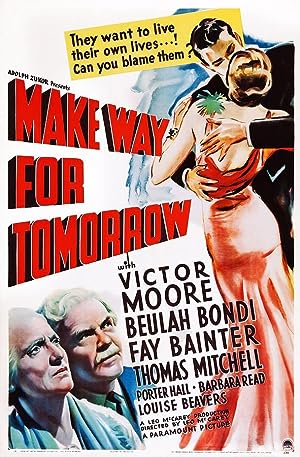 They want to live
their own lives...!
Can you blame them?
ADOLPH ZUKOR Presents
MAKE WAY
FOR
TOMORROW
with
VICTOR
MOORE
BEULAH BONDI
FAY BAINTER
THOMAS MITCHELL
PORTER HALL · BARBARA READ
LOUISE BEAVERS
A LEO McCAREY PRODUCTION
DIRECTED BY LEO McCAREY
A PARAMOUNT PICTURE